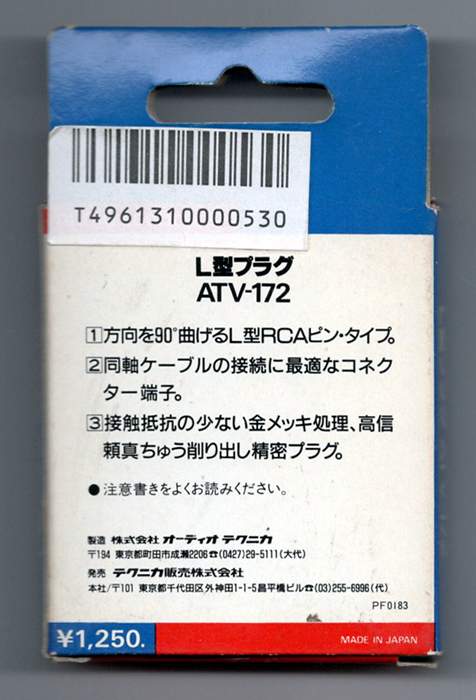 T4961310000530
L型プラグ
ATV-172
1方向を90°曲げるL型RCAピン・タイプ。
2同軸ケーブルの接続に最適なコネク
ター端子。
3接触抵抗の少ない金メッキ処理、高信
頼真ちゅう削り出し精密プラグ。
●注意書きをよくお読みください。
製造 株式会社 オーディオ テクニカ
〒194 東京都町田市成瀬2206☎(0427)29-5111(大代)
発売 テクニカ販売株式会社
本社/〒101 東京都千代田区外神田1-1-5昌平橋ビル☎(03)255-6996(代)
PF0183
¥1,250.
MADE IN JAPAN